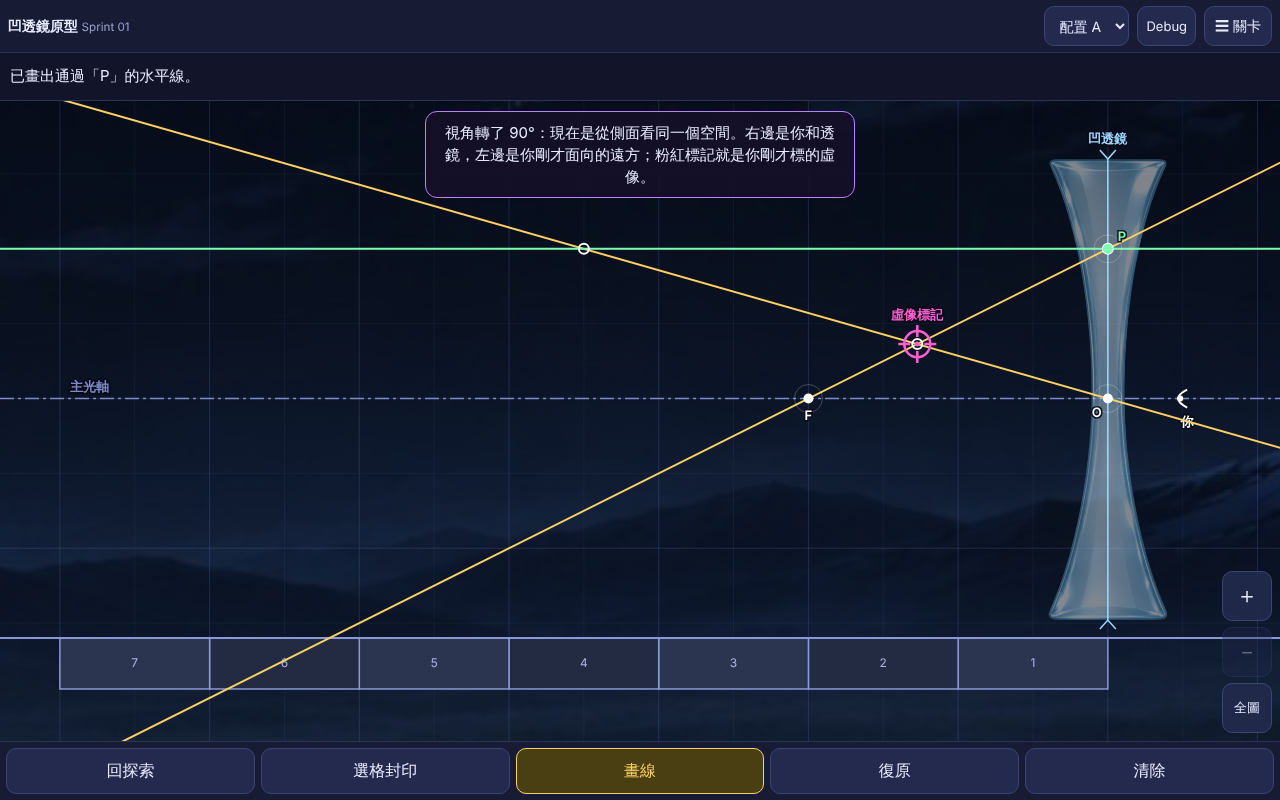 凹透鏡原型 Sprint 01
配置 A
Debug
☰ 關卡
已畫出通過「P」的水平線。
視角轉了 90°：現在是從側面看同一個空間。右邊是你和透
鏡，左邊是你剛才面向的遠方；粉紅標記就是你剛才標的虛
像。
凹透鏡
P
虛像標記
主光軸
F
O
你
7
6
5
4
3
2
1
+
−
全圖
回探索
選格封印
畫線
復原
清除